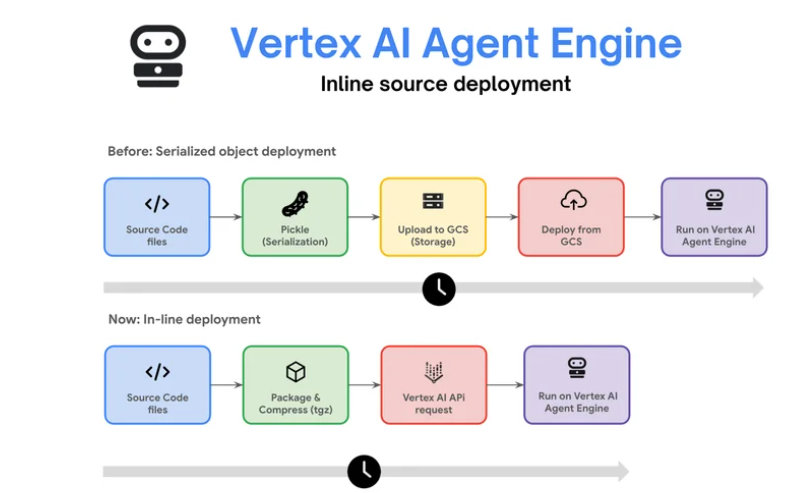 Vertex AI Agent Engine
Inline source deployment
Before: Serialized object deployment
</>
Source Code
files
Pickle
(Serialization)
Upload to GCS
(Storage)
Deploy from
GCS
Run on Vertex AI
Agent Engine
Now: In-line deployment
</>
Source Code
files
Package &
Compress (tgz)
Vertex AI APi
request
Run on Vertex AI
Agent Engine